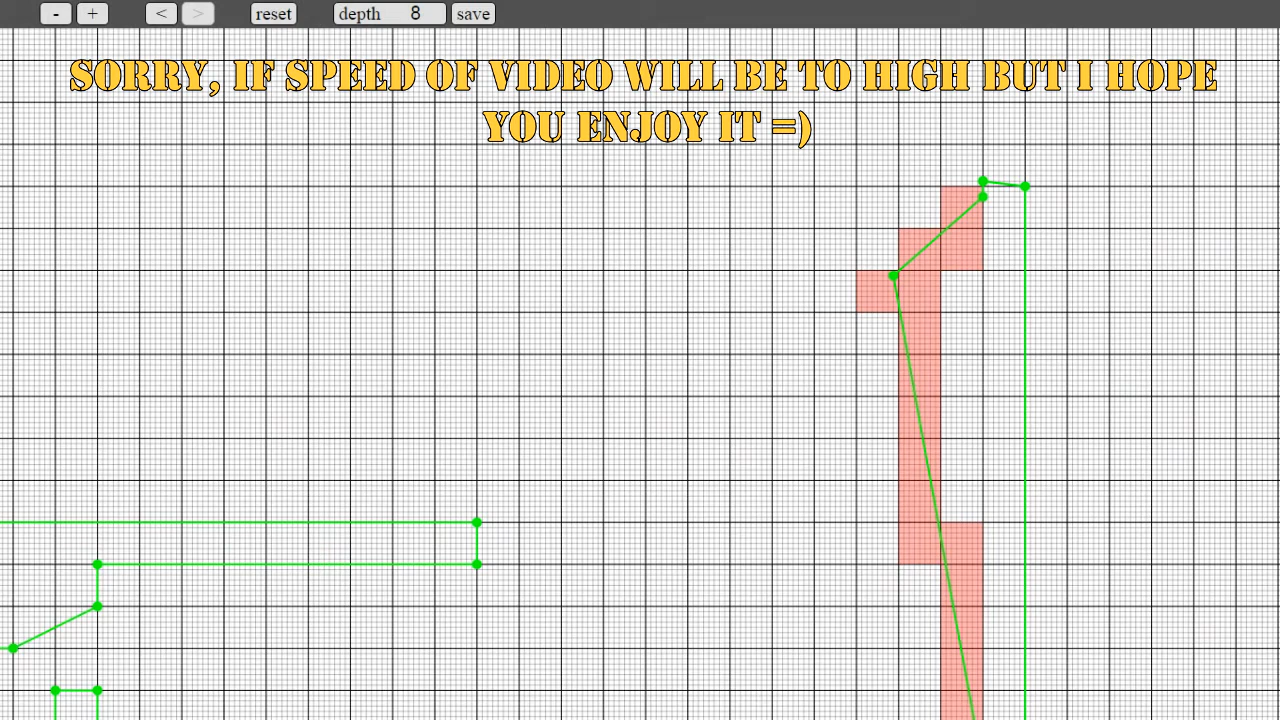 - + < > reset depth 8 save
SORRY, IF SPEED OF VIDEO WILL BE TO HIGH BUT I HOPE
YOU ENJOY IT =)